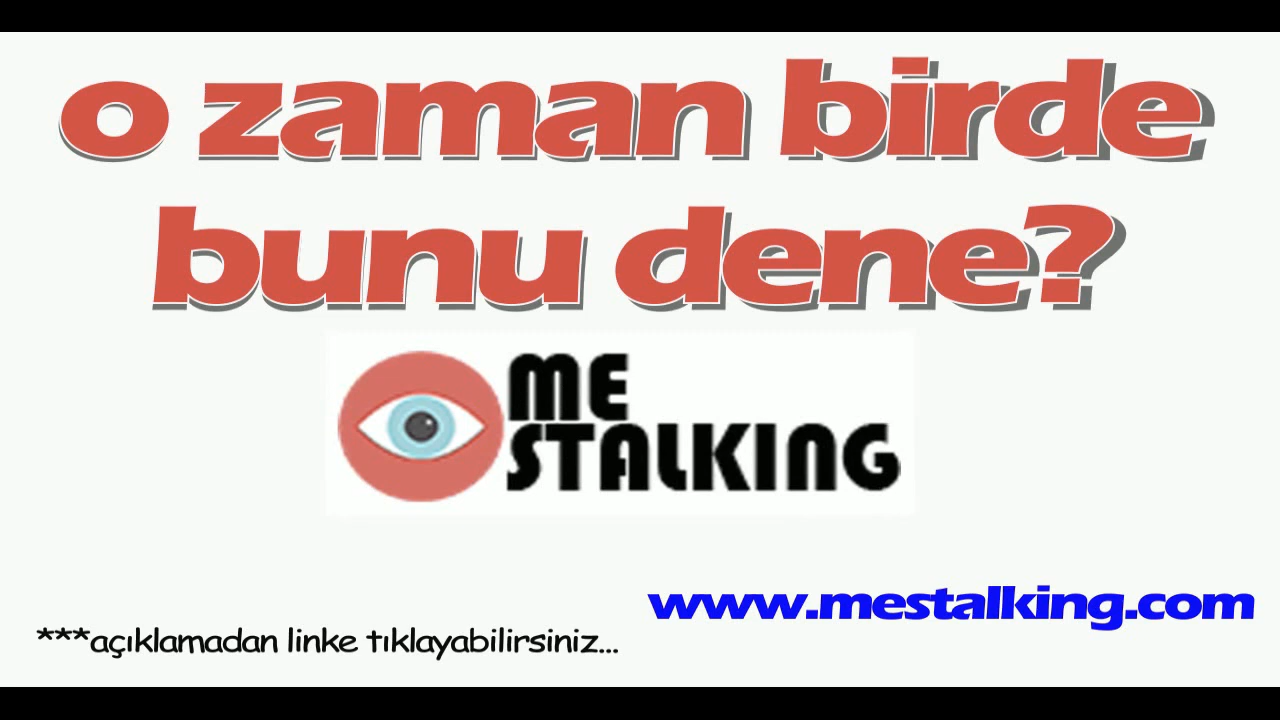 o zaman birde
bunu dene?
ME
STALKING
www.mestalking.com
***açıklamadan linke tıklayabilirsiniz...